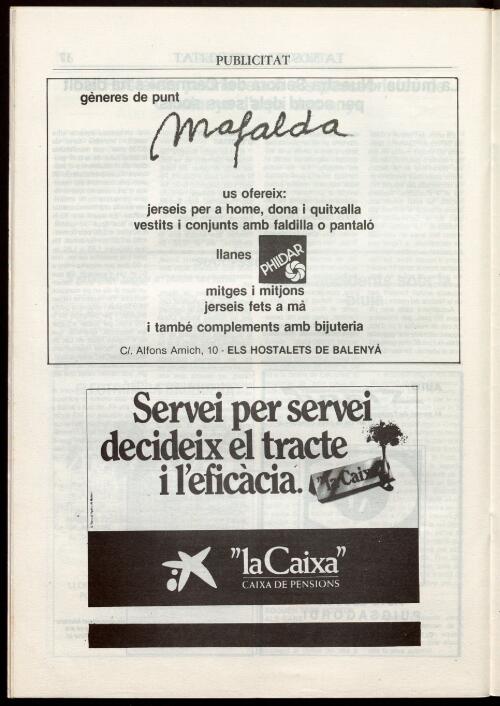 PUBLICITAT
gèneres de punt
Mafalda
us ofereix:
jerseis per a home, dona i quitxalla
vestits i conjunts amb faldilla o pantaló
llanes PHILDAR
mitges i mitjons
jerseis fets a mà
i també complements amb bijuteria
C/. Alfons Arnich, 10 - ELS HOSTALETS DE BALENYÁ
Servei per servei
decideix el tracte
i l'eficàcia.
"la Caixa"
"la Caixa"
CAIXA DE PENSIONS